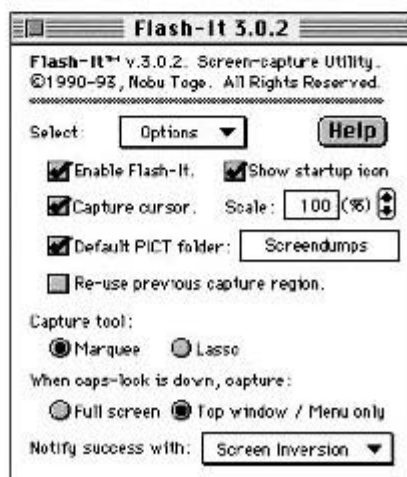 Flash-It 3.0.2
Flash-It™ v.3.0.2. Screen-capture Utility.
©1990-93, Nobu Toge. All Rights Reserved.
Select: Options Help
Enable Flash-It. Show startup icon
Capture cursor. Scale: 100 (%)
Default PICT folder: Screendumps
Re-use previous capture region.
Capture tool:
Marquee Lasso
When caps-lock is down, capture:
Full screen Top window / Menu only
Notify success with: Screen Inversion